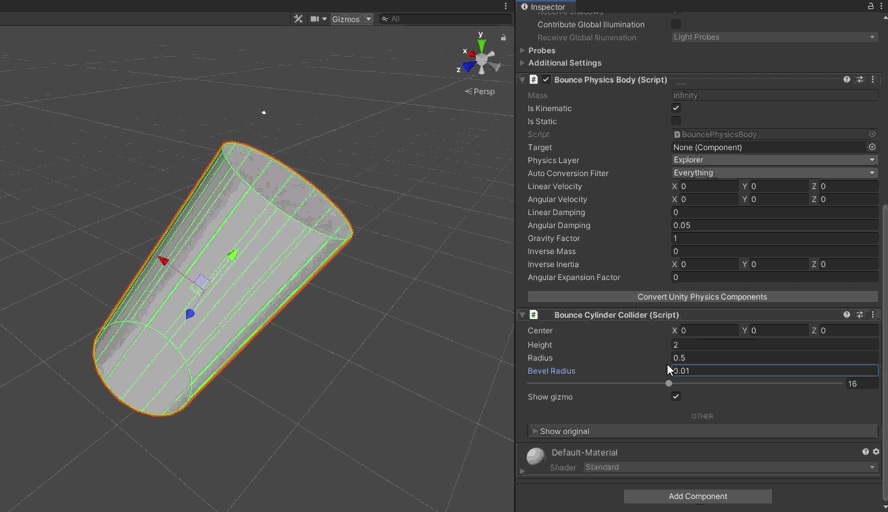 Inspector
Gizmos
All
y
x
z
Persp
Contribute Global Illumination
Receive Global Illumination Light Probes
Probes
Additional Settings
Bounce Physics Body (Script)
Mass Infinity
Is Kinematic
Is Static
Script BouncePhysicsBody
Target None (Component)
Physics Layer Explorer
Auto Conversion Filter Everything
Linear Velocity X 0 Y 0 Z 0
Angular Velocity X 0 Y 0 Z 0
Linear Damping 0
Angular Damping 0.05
Gravity Factor 1
Inverse Mass 0
Inverse Inertia X 0 Y 0 Z 0
Angular Expansion Factor 0
Convert Unity Physics Components
Bounce Cylinder Collider (Script)
Center X 0 Y 0 Z 0
Height 2
Radius 0.5
Bevel Radius 0.01
16
Show gizmo
OTHER
Show original
Default-Material
Shader Standard
Add Component